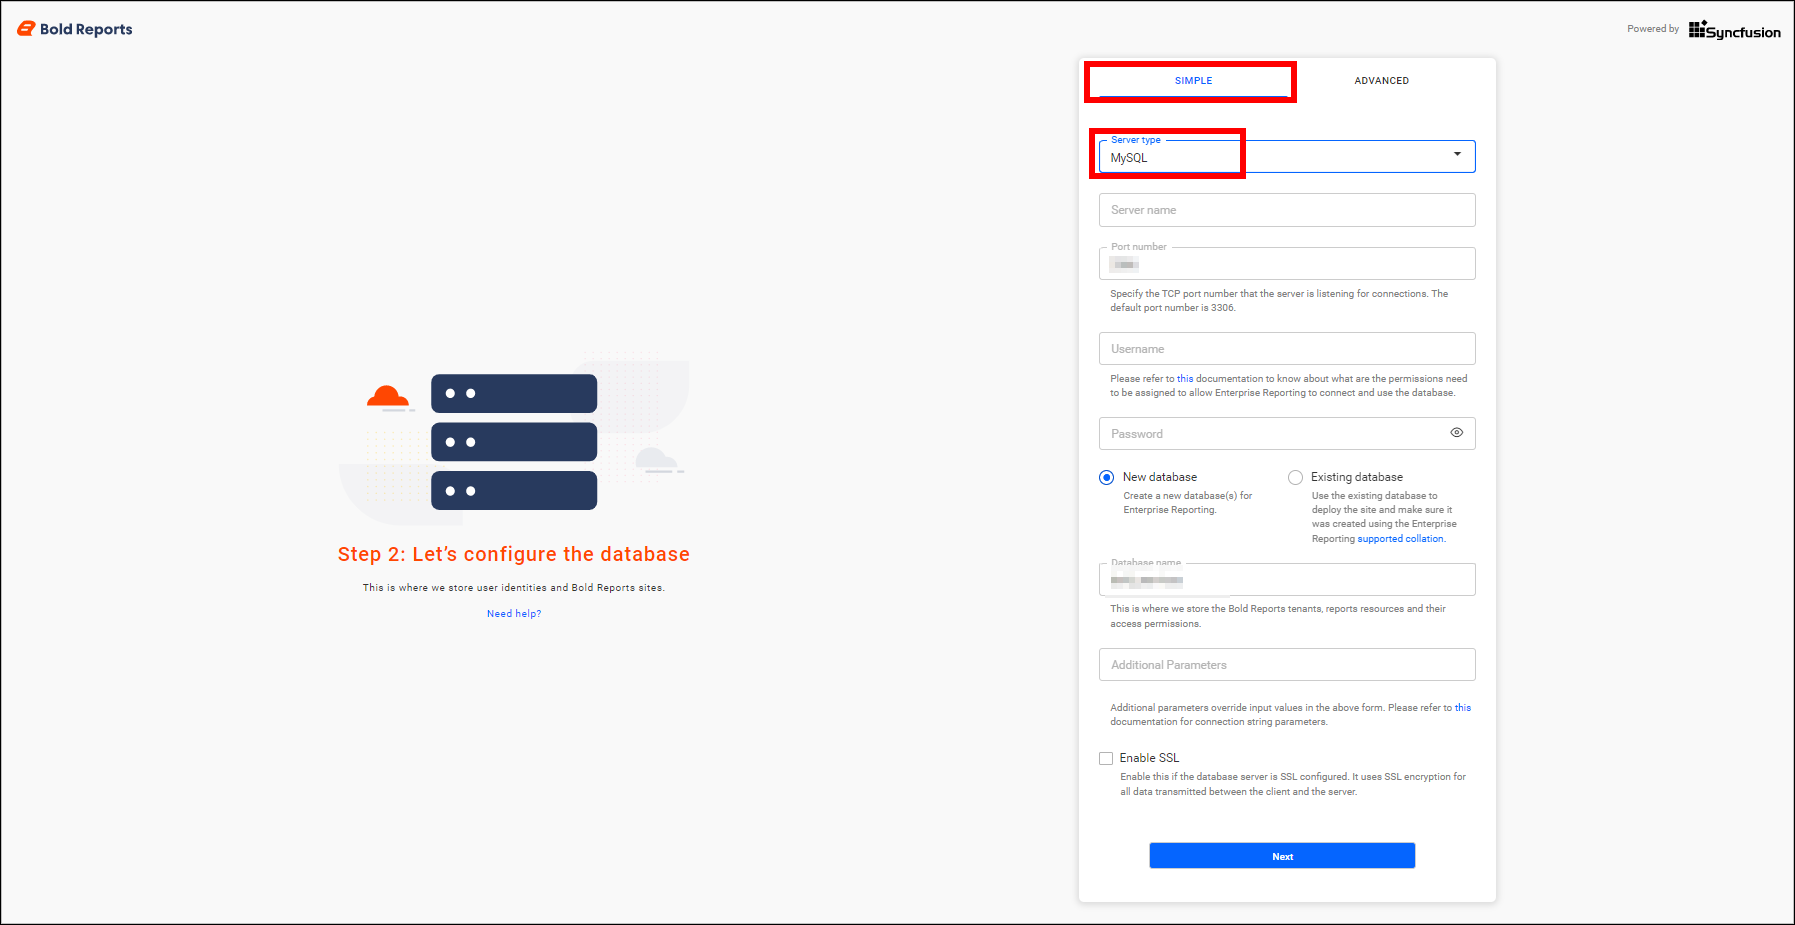 Bold Reports
Powered by Syncfusion
SIMPLE
ADVANCED
Server type
MySQL
Server name
Port number
Specify the TCP port number that the server is listening for connections. The
default port number is 3306.
Username
Please refer to this documentation to know about what are the permissions need
to be assigned to allow Enterprise Reporting to connect and use the database.
Password
New database
Create a new database(s) for
Enterprise Reporting.
Existing database
Use the existing database to
deploy the site and make sure it
was created using the Enterprise
Reporting supported collation.
Database name
This is where we store the Bold Reports tenants, reports resources and their
access permissions.
Additional Parameters
Additional parameters override input values in the above form. Please refer to this
documentation for connection string parameters.
Enable SSL
Enable this if the database server is SSL configured. It uses SSL encryption for
all data transmitted between the client and the server.
Next
Step 2: Let's configure the database
This is where we store user identities and Bold Reports sites.
Need help?